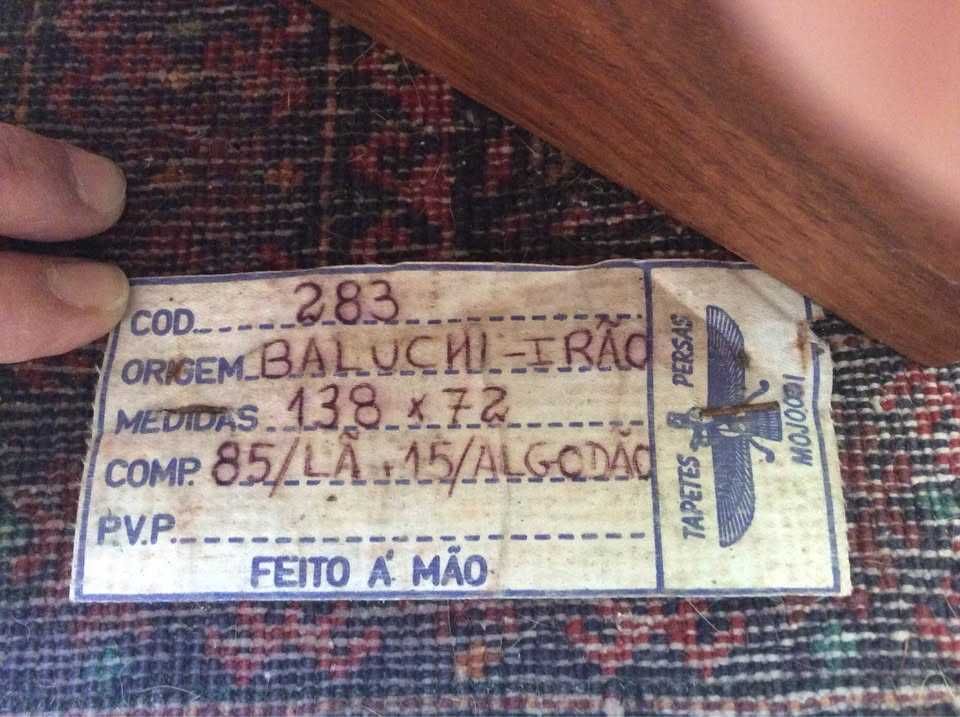 COD. 283
ORIGEM BALUCHI-IRÃO
MEDIDAS 138 x 72
COMP. 85/LÃ.15/ALGODÃO
P.V.P.
FEITO Á MÃO
TAPETES PERSAS
MOJOODI